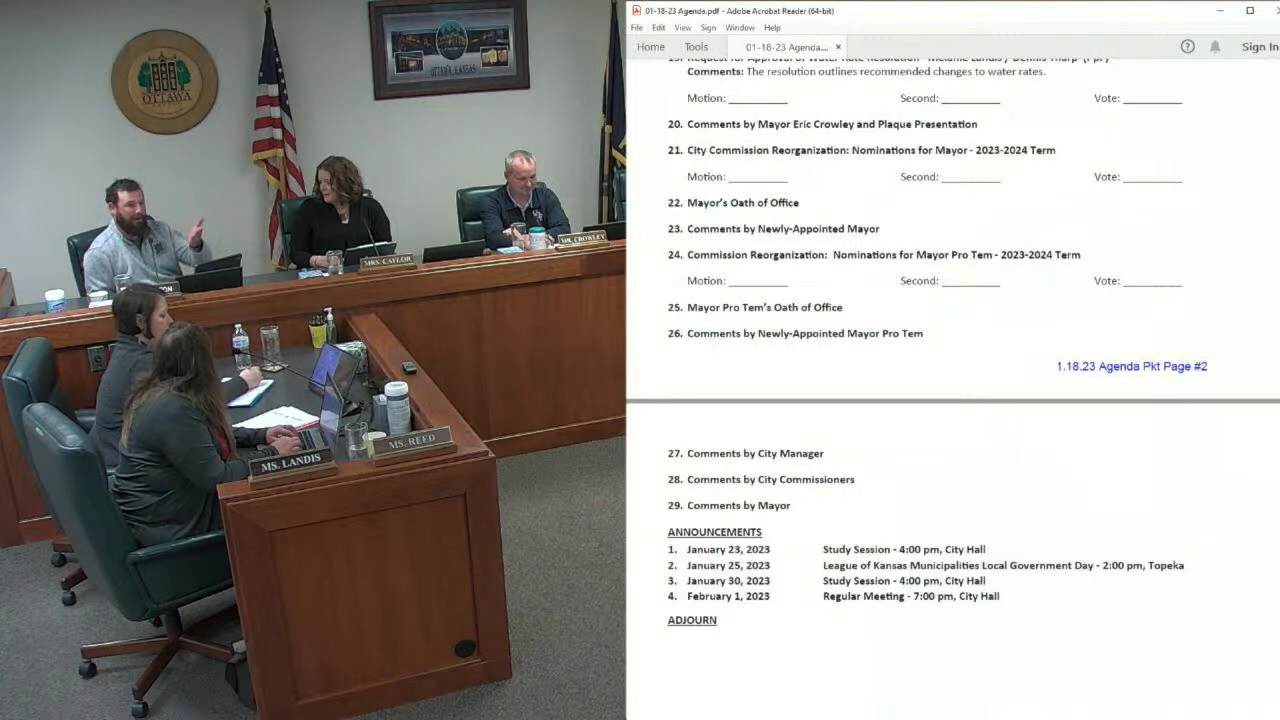 OTTAWA
OTTAWA, KANSAS
MRS. CAYLOR
MR. CROWLEY
MS. LANDIS
MS. REED
01-18-23 Agenda.pdf - Adobe Acrobat Reader (64-bit)
File Edit View Sign Window Help
Home Tools 01-18-23 Agenda.... × Sign In
Comments: The resolution outlines recommended changes to water rates.
Motion: __________ Second: __________ Vote: __________
20. Comments by Mayor Eric Crowley and Plaque Presentation
21. City Commission Reorganization: Nominations for Mayor - 2023-2024 Term
Motion: __________ Second: __________ Vote: __________
22. Mayor's Oath of Office
23. Comments by Newly-Appointed Mayor
24. Commission Reorganization: Nominations for Mayor Pro Tem - 2023-2024 Term
Motion: __________ Second: __________ Vote: __________
25. Mayor Pro Tem's Oath of Office
26. Comments by Newly-Appointed Mayor Pro Tem
1.18.23 Agenda Pkt Page #2
27. Comments by City Manager
28. Comments by City Commissioners
29. Comments by Mayor
ANNOUNCEMENTS
1. January 23, 2023 Study Session - 4:00 pm, City Hall
2. January 25, 2023 League of Kansas Municipalities Local Government Day - 2:00 pm, Topeka
3. January 30, 2023 Study Session - 4:00 pm, City Hall
4. February 1, 2023 Regular Meeting - 7:00 pm, City Hall
ADJOURN